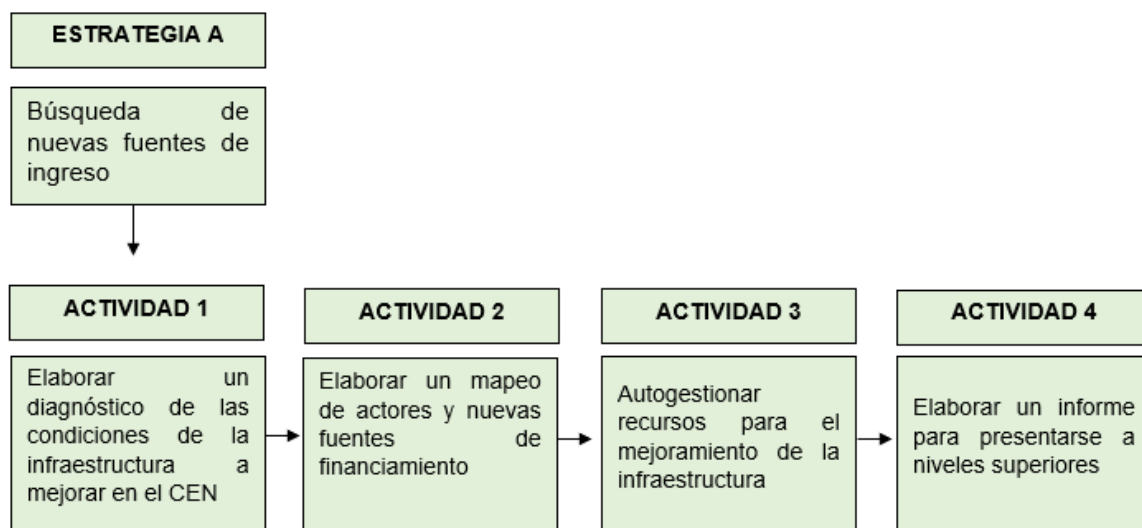 ESTRATEGIA A
Búsqueda de
nuevas fuentes de
ingreso
ACTIVIDAD 1
Elaborar un
diagnóstico de las
condiciones de la
infraestructura a
mejorar en el CEN
ACTIVIDAD 2
Elaborar un mapeo
de actores y nuevas
fuentes de
financiamiento
ACTIVIDAD 3
Autogestionar
recursos para el
mejoramiento de la
infraestructura
ACTIVIDAD 4
Elaborar un informe
para presentarse a
niveles superiores